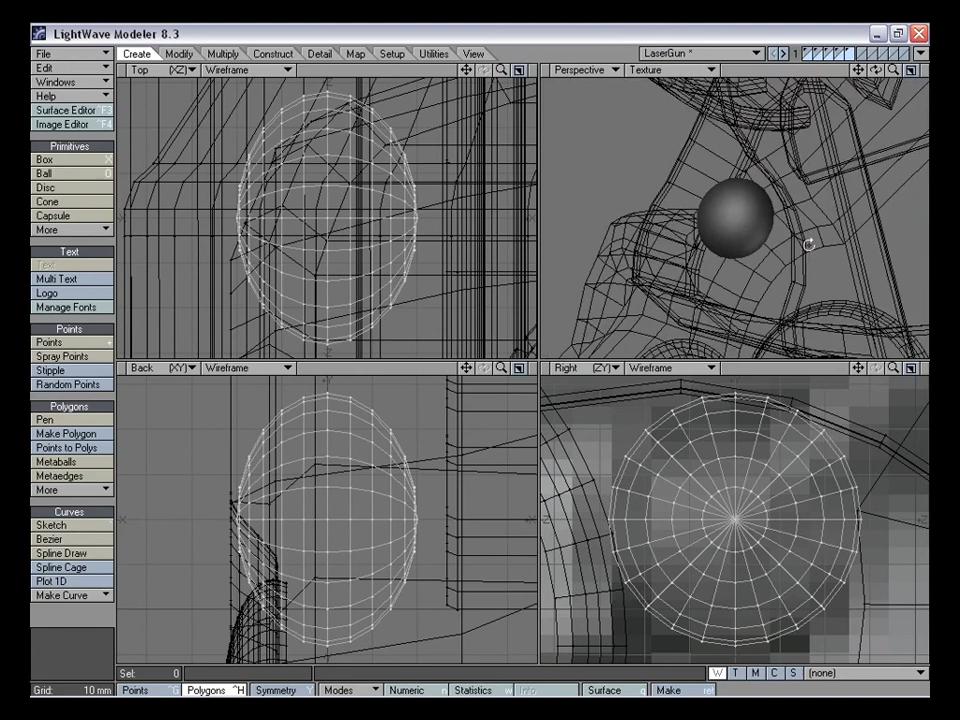 LightWave Modeler 8.3
File
Edit
Windows
Help
Surface Editor ^F3
Image Editor ^F4
Primitives
Box X
Ball O
Disc
Cone
Capsule
More
Text
Text
Multi Text
Logo
Manage Fonts
Points
Points +
Spray Points
Stipple
Random Points
Polygons
Pen
Make Polygon
Points to Polys
Metaballs
Metaedges
More
Curves
Sketch
Bezier
Spline Draw
Spline Cage
Plot 1D
Make Curve
Grid: 10 mm
Create Modify Multiply Construct Detail Map Setup Utilities View
LaserGun * 1
Top (XZ) Wireframe
Perspective Texture
Back (XY) Wireframe
Right (ZY) Wireframe
Sel: 0
W T M C S (none)
Points ^G Polygons ^H Symmetry Y Modes Numeric n Statistics w Info i Surface q Make ret